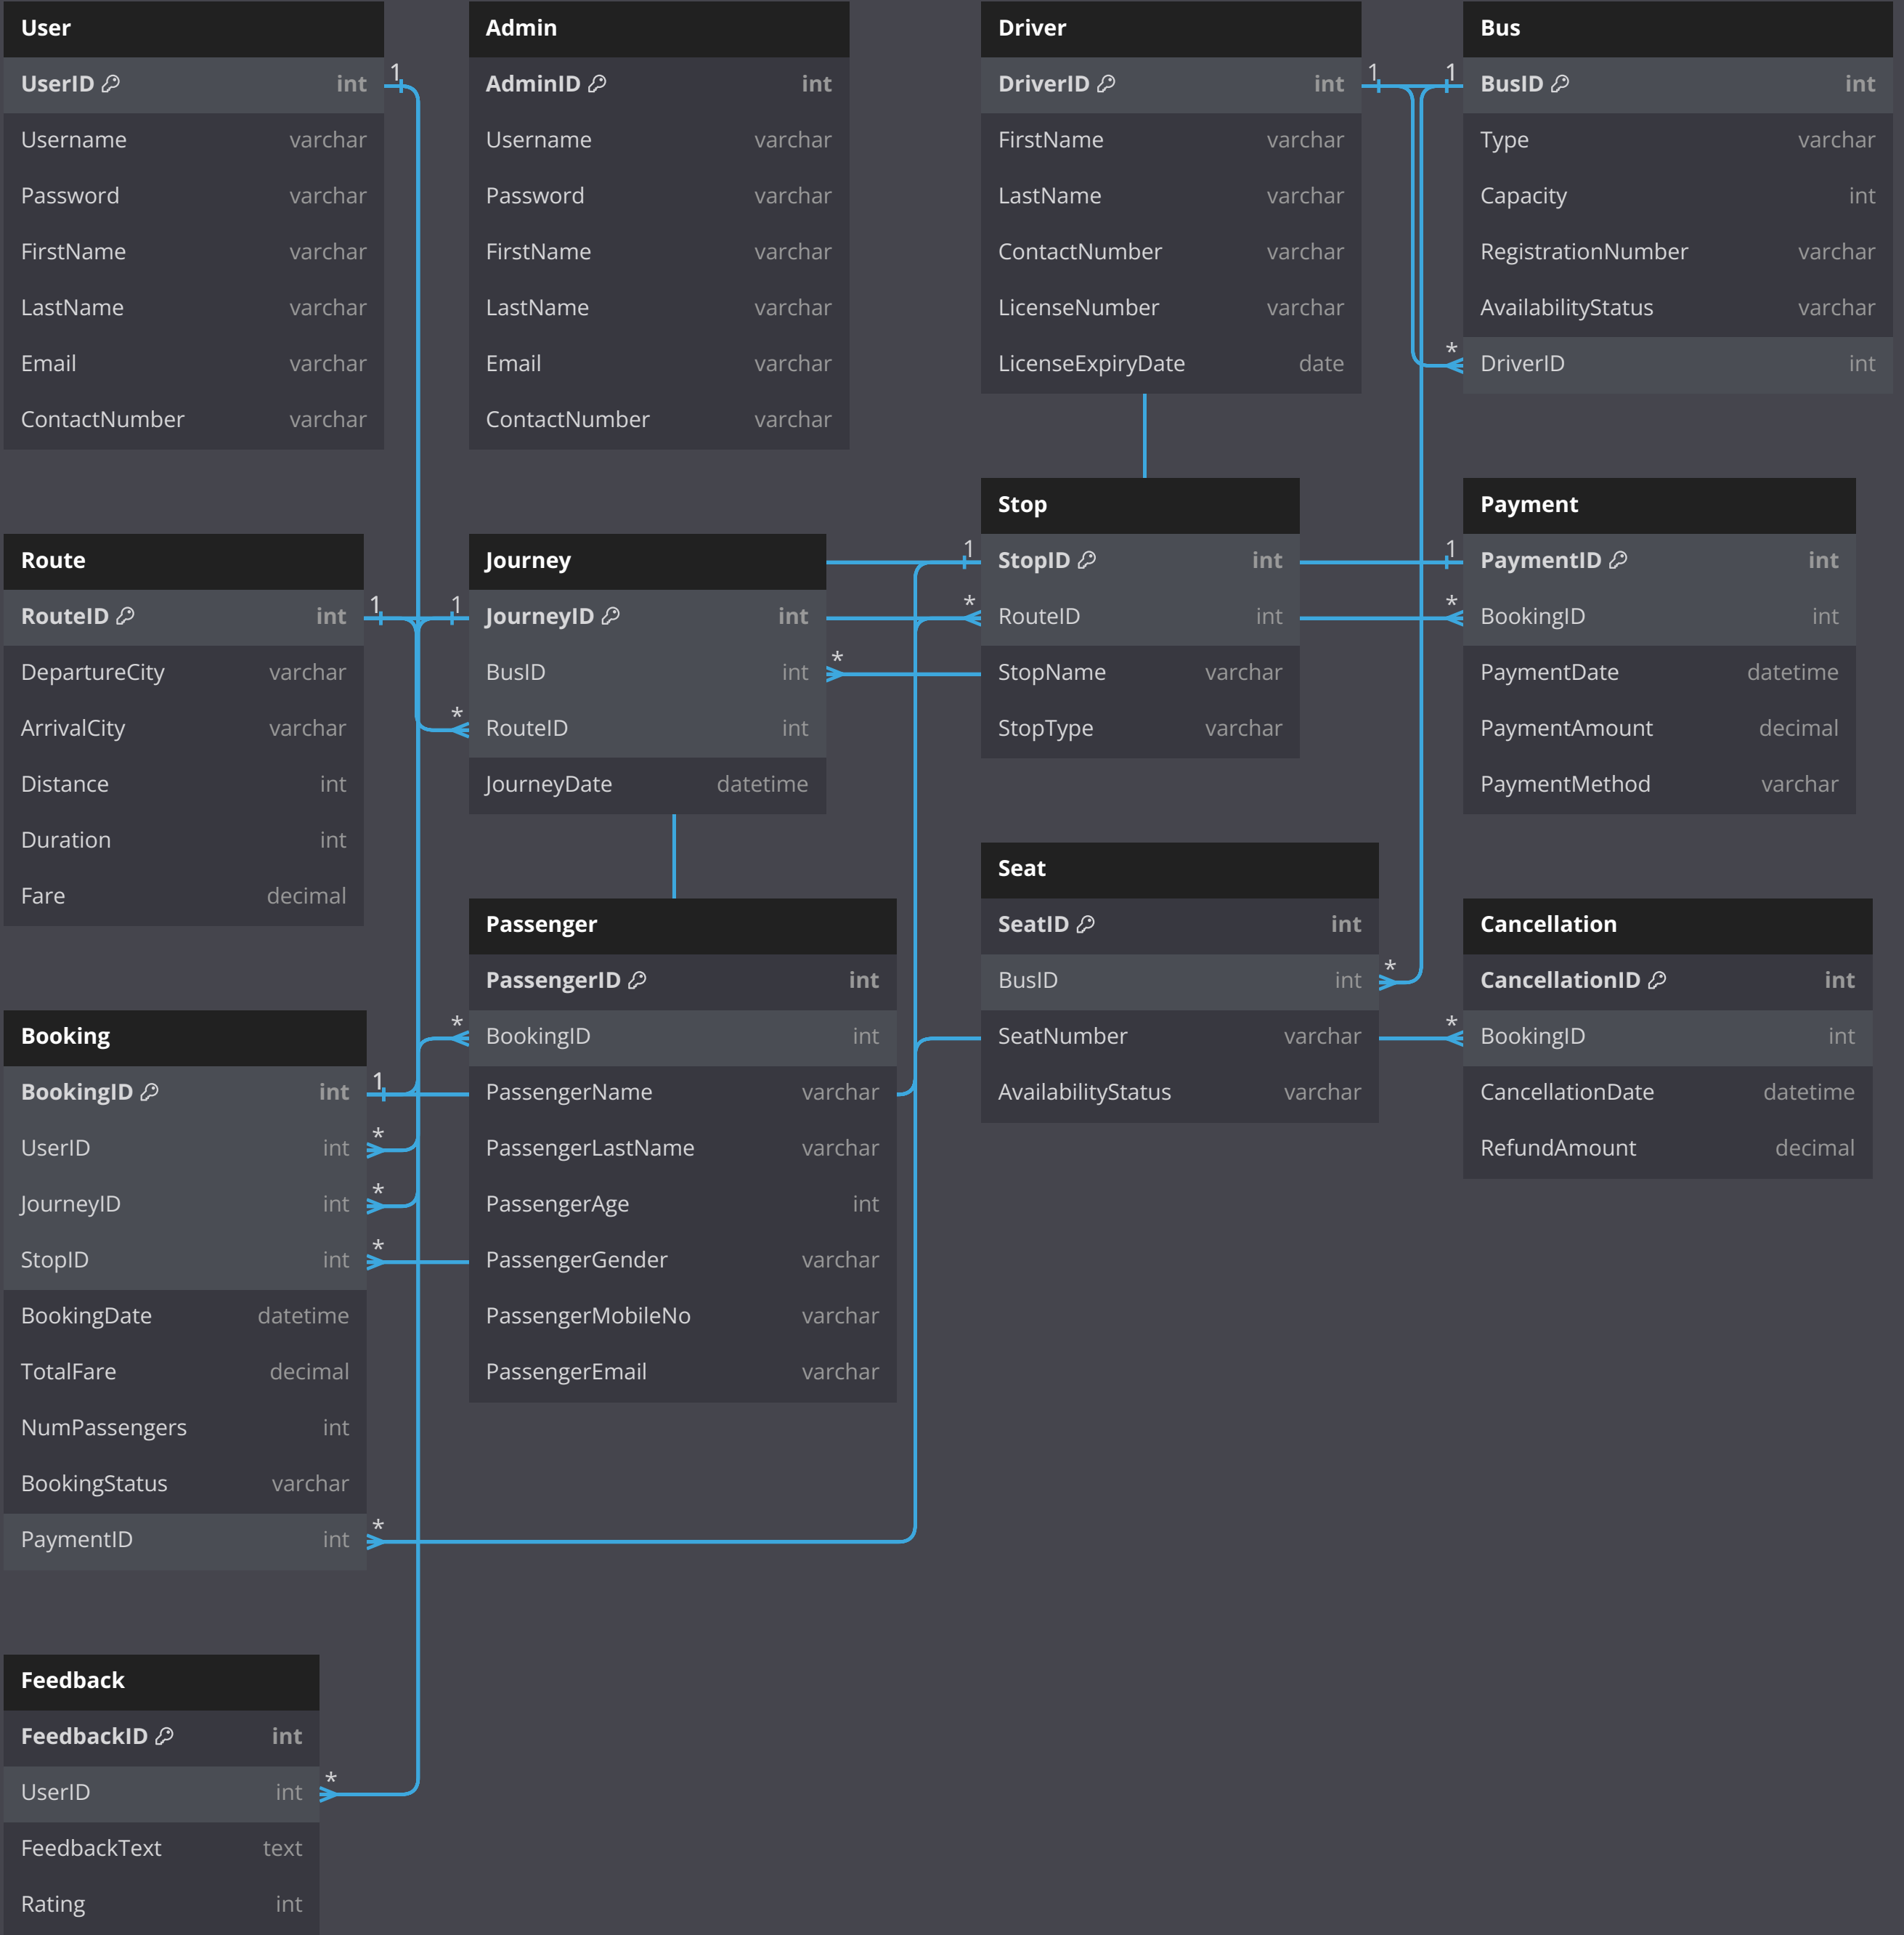 User
UserID int
Username varchar
Password varchar
FirstName varchar
LastName varchar
Email varchar
ContactNumber varchar
1
Admin
AdminID int
Username varchar
Password varchar
FirstName varchar
LastName varchar
Email varchar
ContactNumber varchar
Driver
DriverID int
FirstName varchar
LastName varchar
ContactNumber varchar
LicenseNumber varchar
LicenseExpiryDate date
1
1
Bus
BusID int
Type varchar
Capacity int
RegistrationNumber varchar
AvailabilityStatus varchar
*
DriverID int
Route
RouteID int
DepartureCity varchar
ArrivalCity varchar
Distance int
Duration int
Fare decimal
1
1
*
Journey
JourneyID int
BusID int
RouteID int
JourneyDate datetime
*
1
*
Stop
StopID int
RouteID int
StopName varchar
StopType varchar
1
*
Payment
PaymentID int
BookingID int
PaymentDate datetime
PaymentAmount decimal
PaymentMethod varchar
Booking
BookingID int
UserID int
JourneyID int
StopID int
BookingDate datetime
TotalFare decimal
NumPassengers int
BookingStatus varchar
PaymentID int
1
*
*
*
*
*
Passenger
PassengerID int
BookingID int
PassengerName varchar
PassengerLastName varchar
PassengerAge int
PassengerGender varchar
PassengerMobileNo varchar
PassengerEmail varchar
Seat
SeatID int
BusID int
SeatNumber varchar
AvailabilityStatus varchar
*
*
Cancellation
CancellationID int
BookingID int
CancellationDate datetime
RefundAmount decimal
Feedback
FeedbackID int
UserID int
FeedbackText text
Rating int
*